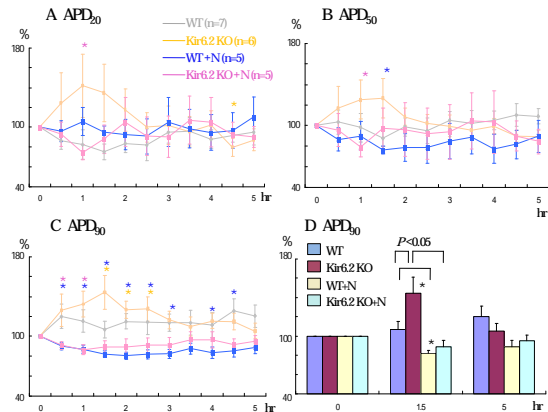 A APD20
%
180
100
40
0 1 2 3 4 5 hr
WT (n=7)
Kir6.2 KO (n=6)
WT+N (n=5)
Kir6.2 KO+N (n=5)
*
*
B APD50
%
180
100
40
0 1 2 3 4 5 hr
* *
C APD90
%
180
100
40
0 1 2 3 4 5 hr
* * * * * * * *
* * * *
D APD90
%
180
100
40
WT
Kir6.2 KO
WT+N
Kir6.2 KO+N
P<0.05
*
*
0 1.5 5 hr